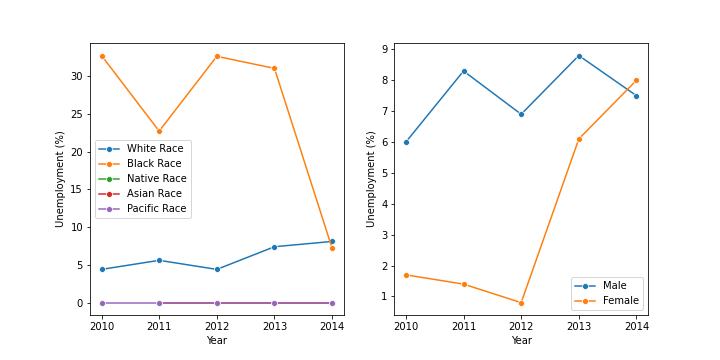 Unemployment (%)
30
25
20
15
10
5
0
White Race
Black Race
Native Race
Asian Race
Pacific Race
2010 2011 2012 2013 2014
Year
Unemployment (%)
9
8
7
6
5
4
3
2
1
Male
Female
2010 2011 2012 2013 2014
Year